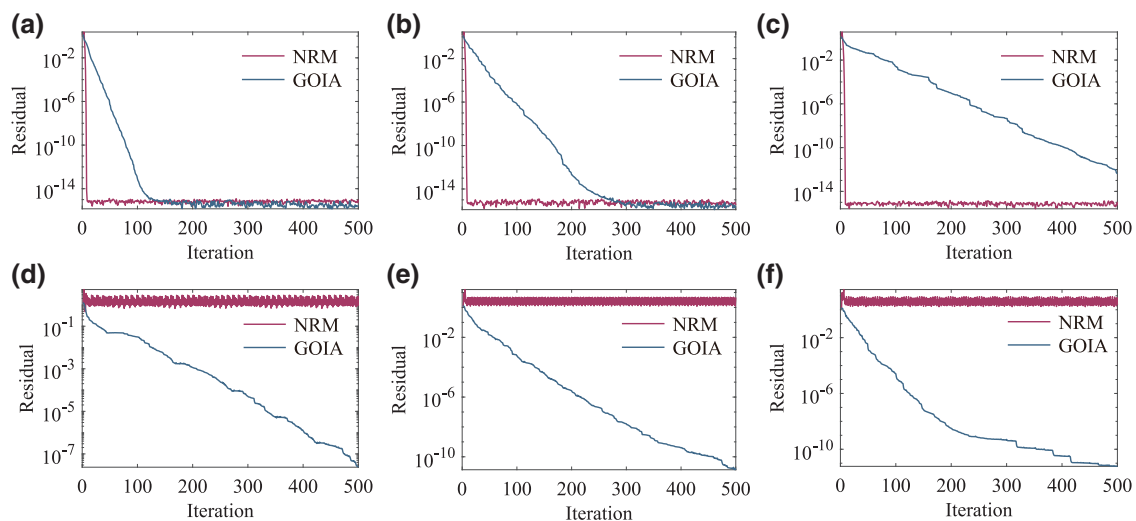 (a)
Residual
10^-2
10^-6
10^-10
10^-14
NRM
GOIA
0 100 200 300 400 500
Iteration
(b)
Residual
10^-2
10^-6
10^-10
10^-14
NRM
GOIA
0 100 200 300 400 500
Iteration
(c)
Residual
10^-2
10^-6
10^-10
10^-14
NRM
GOIA
0 100 200 300 400 500
Iteration
(d)
Residual
10^-1
10^-3
10^-5
10^-7
NRM
GOIA
0 100 200 300 400 500
Iteration
(e)
Residual
10^-2
10^-6
10^-10
NRM
GOIA
0 100 200 300 400 500
Iteration
(f)
Residual
10^-2
10^-6
10^-10
NRM
GOIA
0 100 200 300 400 500
Iteration